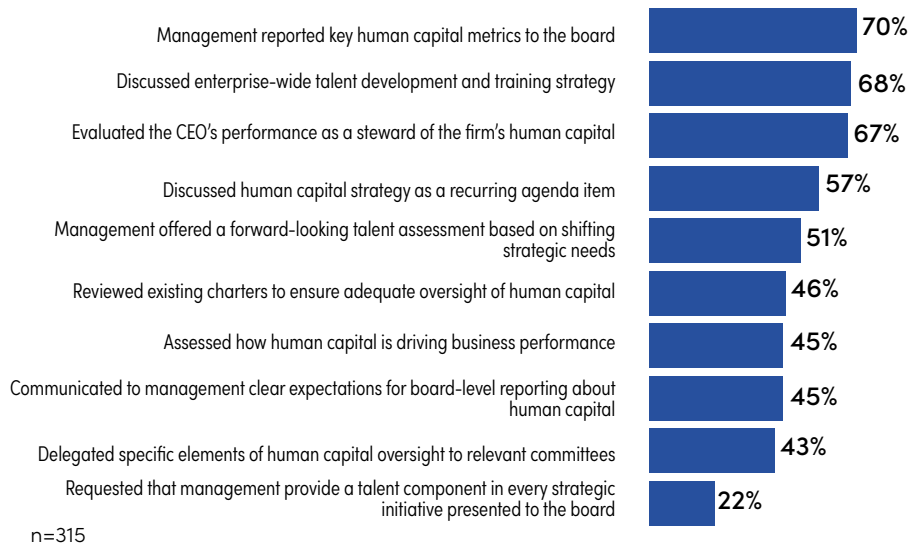 Management reported key human capital metrics to the board 70%
Discussed enterprise-wide talent development and training strategy 68%
Evaluated the CEO’s performance as a steward of the firm’s human capital 67%
Discussed human capital strategy as a recurring agenda item 57%
Management offered a forward-looking talent assessment based on shifting
strategic needs 51%
Reviewed existing charters to ensure adequate oversight of human capital 46%
Assessed how human capital is driving business performance 45%
Communicated to management clear expectations for board-level reporting about
human capital 45%
Delegated specific elements of human capital oversight to relevant committees 43%
Requested that management provide a talent component in every strategic
initiative presented to the board 22%
n=315